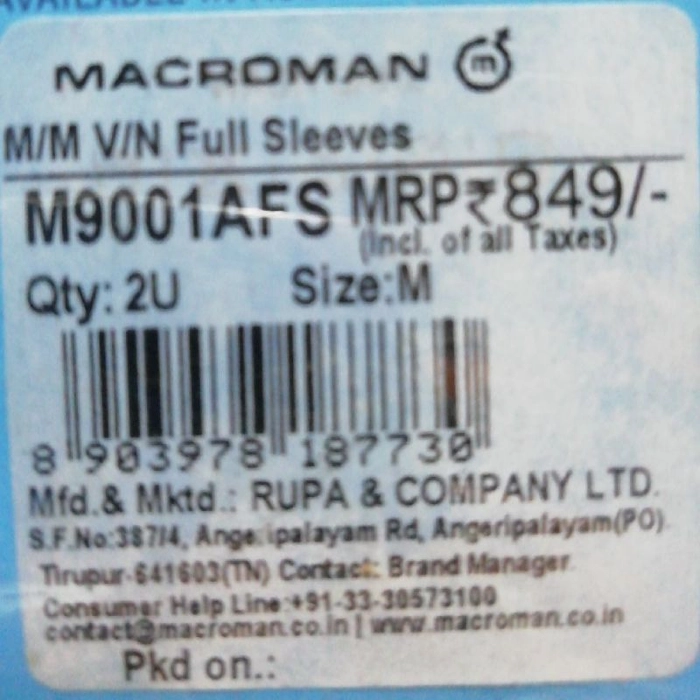 MACROMAN m
M/M V/N Full Sleeves
M9001AFS MRP₹849/-
(Incl. of all Taxes)
Qty: 2U Size:M
8 903978 187730
Mfd.& Mktd.: RUPA & COMPANY LTD.
S.F.No:387/4, Angeripalayam Rd, Angeripalayam(PO)
Tirupur-641603(TN) Contact: Brand Manager
Consumer Help Line:+91-33-30573100
contact@macroman.co.in | www.macroman.co.in
Pkd on.: